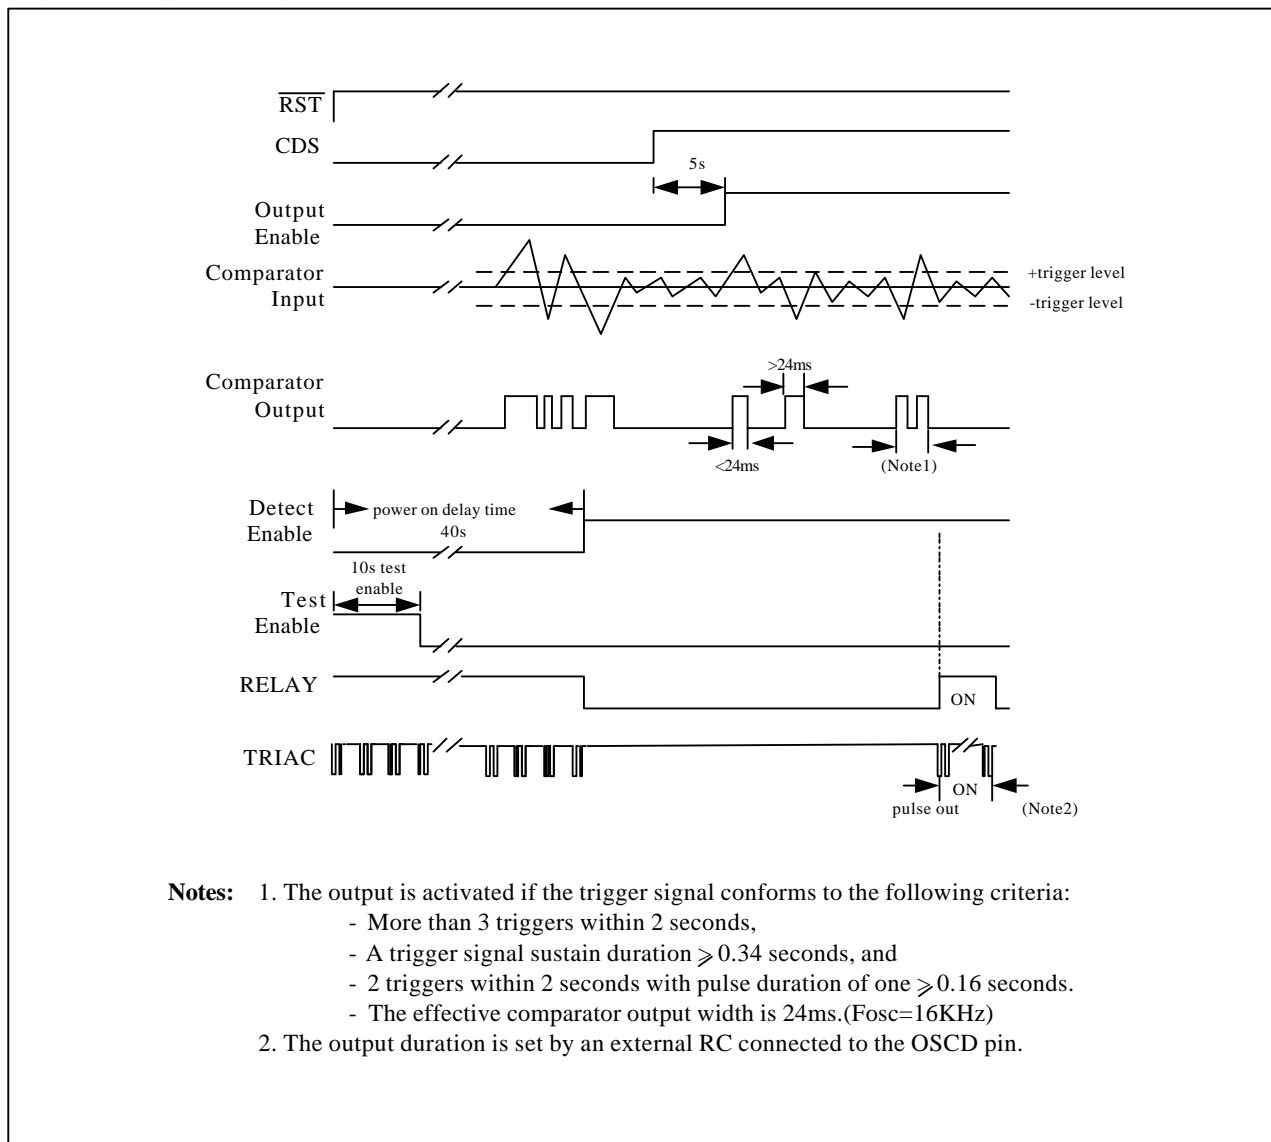 RST
CDS
5s
Output
Enable
Comparator
Input
+trigger level
-trigger level
Comparator
Output
>24ms
<24ms
(Note1)
Detect
Enable
power on delay time
40s
10s test
enable
Test
Enable
RELAY
ON
TRIAC
ON
pulse out
(Note2)
Notes: 1. The output is activated if the trigger signal conforms to the following criteria:
- More than 3 triggers within 2 seconds,
- A trigger signal sustain duration ⩾ 0.34 seconds, and
- 2 triggers within 2 seconds with pulse duration of one ⩾ 0.16 seconds.
- The effective comparator output width is 24ms.(Fosc=16KHz)
2. The output duration is set by an external RC connected to the OSCD pin.